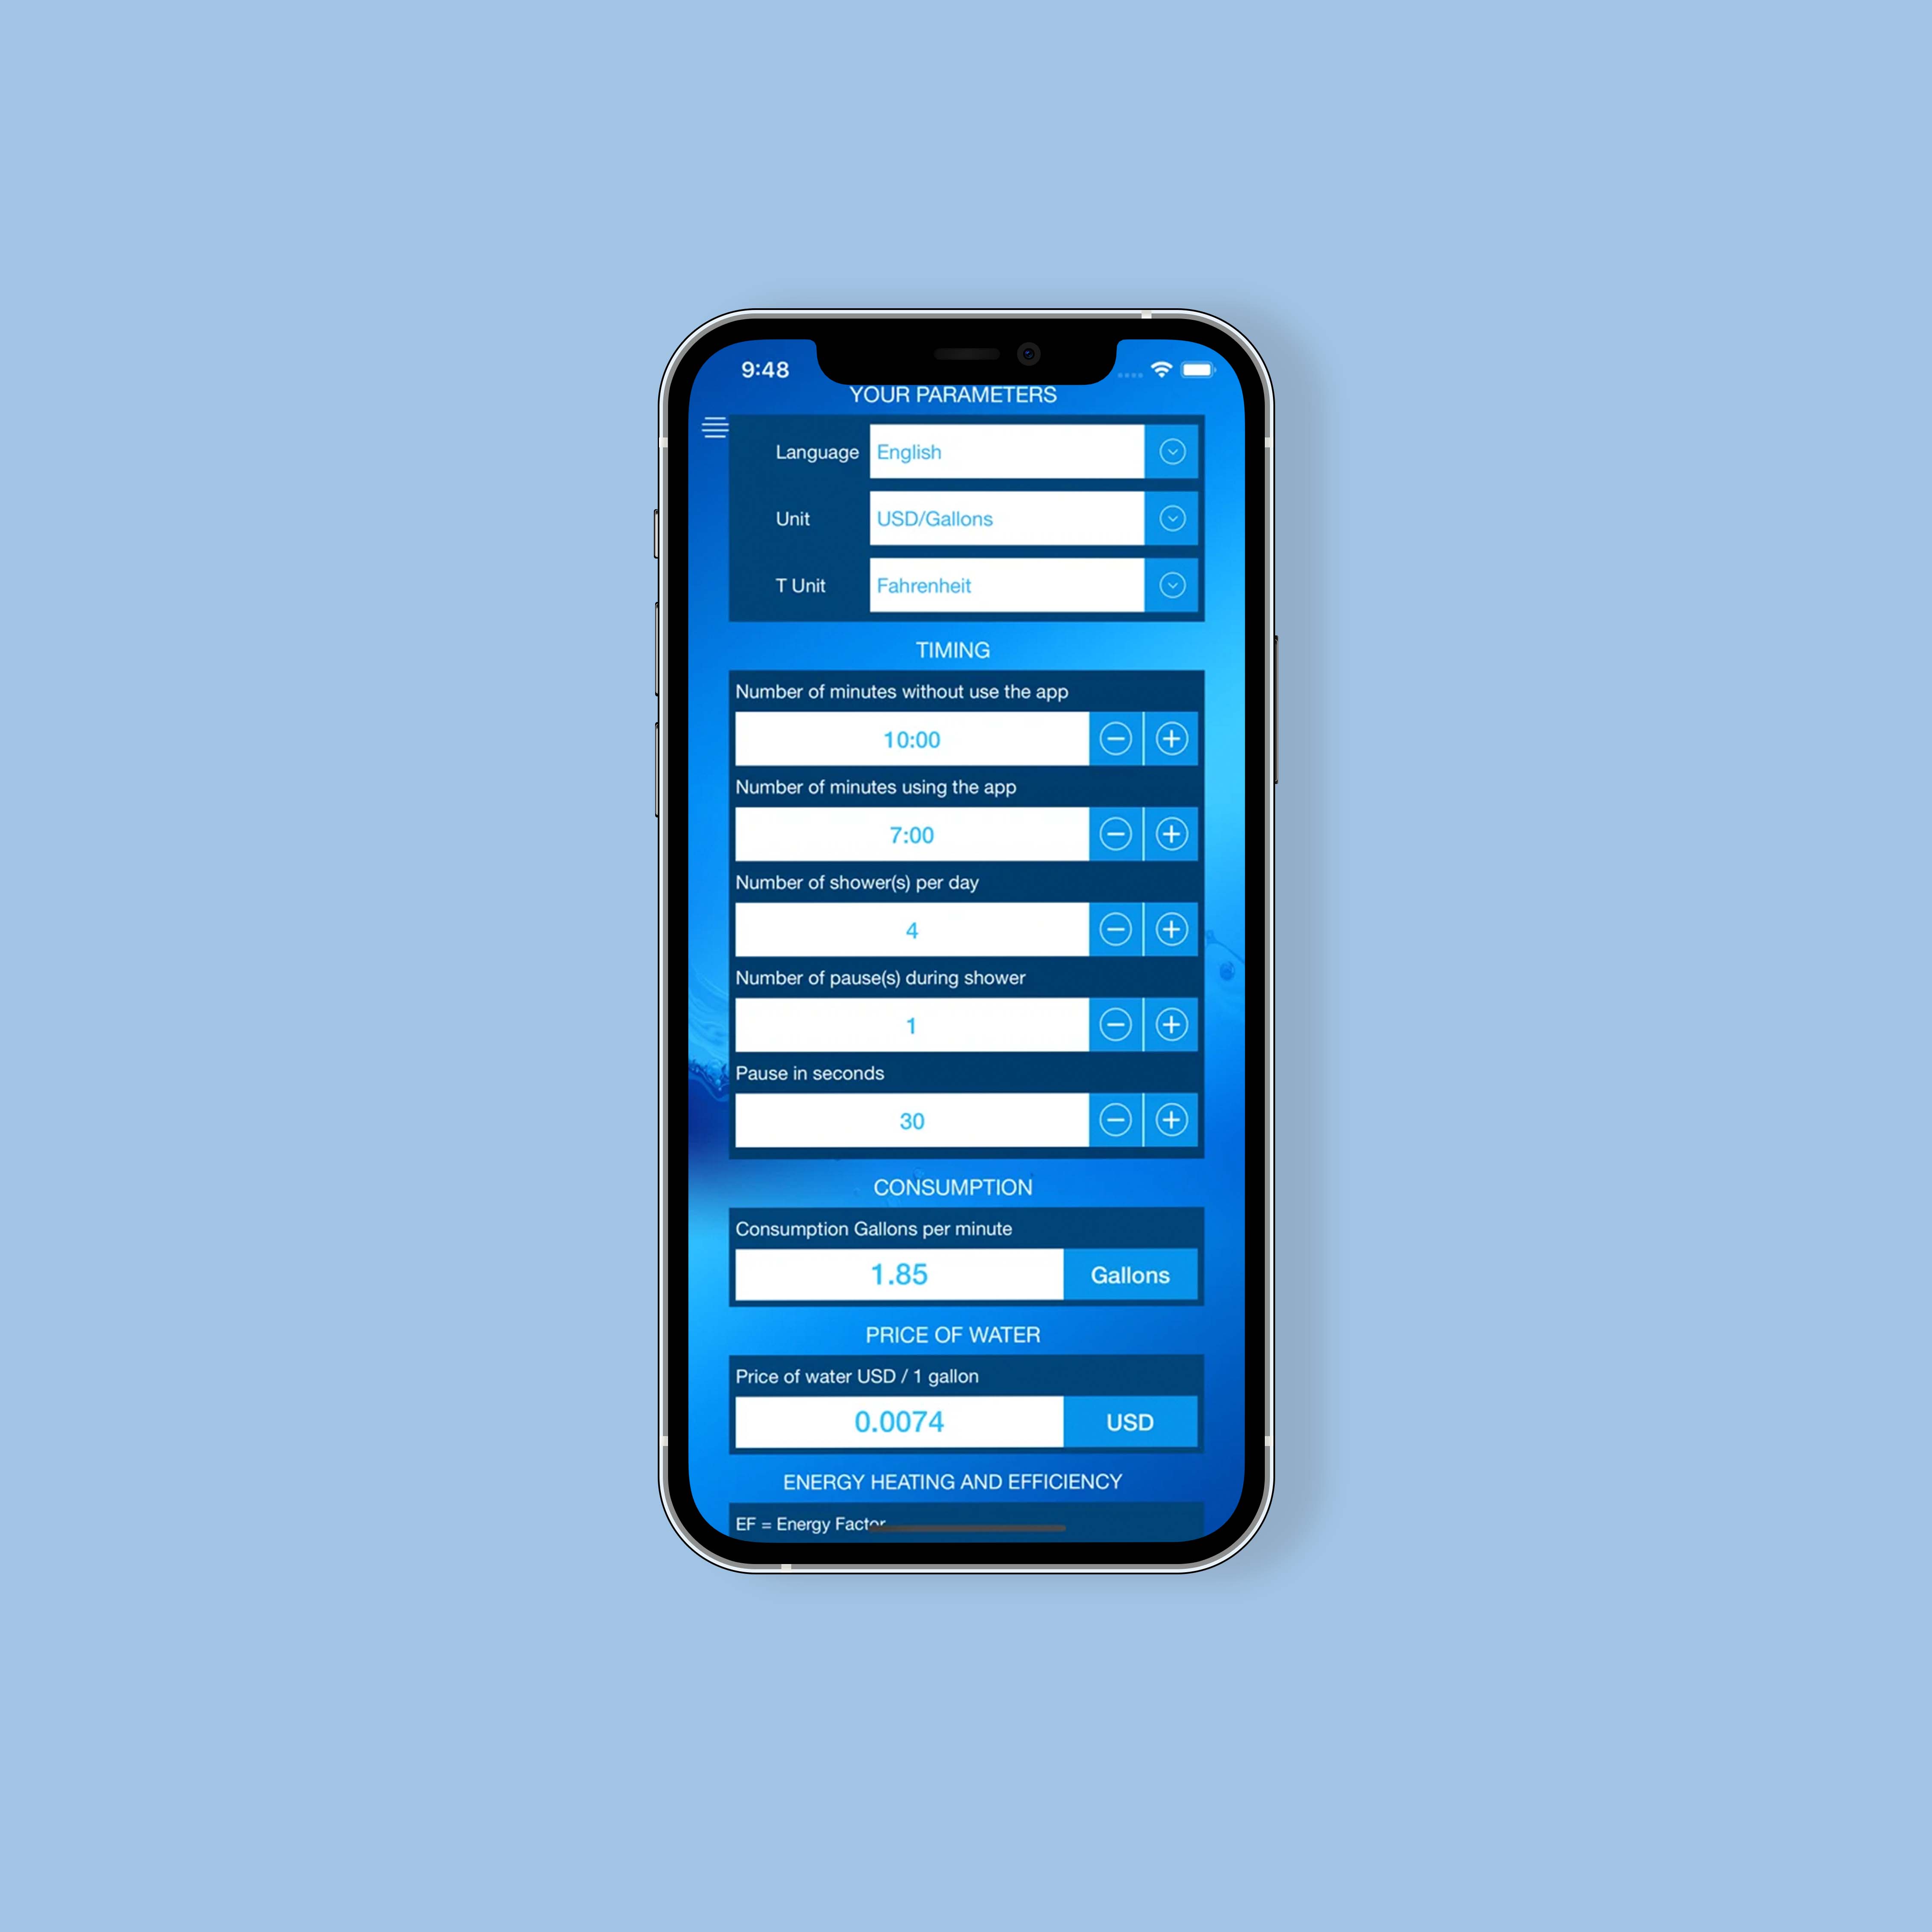 9:48
YOUR PARAMETERS
Language English
Unit USD/Gallons
T Unit Fahrenheit
TIMING
Number of minutes without use the app
10:00
Number of minutes using the app
7:00
Number of shower(s) per day
4
Number of pause(s) during shower
1
Pause in seconds
30
CONSUMPTION
Consumption Gallons per minute
1.85 Gallons
PRICE OF WATER
Price of water USD / 1 gallon
0.0074 USD
ENERGY HEATING AND EFFICIENCY
EF = Energy Factor